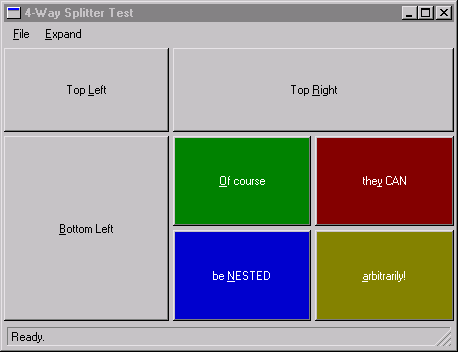 4-Way Splitter Test
File Expand
Top Left
Top Right
Of course
they CAN
Bottom Left
be NESTED
arbitrarily!
Ready.